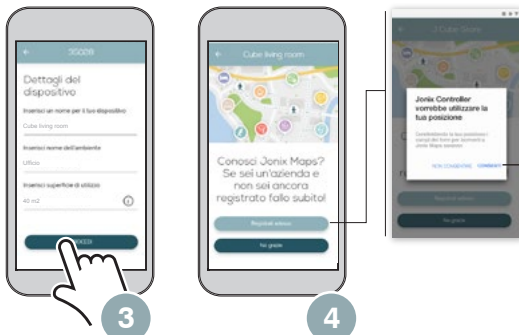 Dettagli del
dispositivo
Inserisci un nome per il tuo dispositivo
Cube living room
Inserisci nome dell'ambiente
Ufficio
Inserisci superficie di utilizzo
40 m2
3
Cube living room
Conosci Jonix Maps?
Se sei un'azienda e
non sei ancora
registrato fallo subito!
Registrati adesso
No grazie
4
Jonix Controller
vorrebbe utilizzare la
tua posizione
NON CONSENTIRE
CONSENTI
Registrati adesso
No grazie